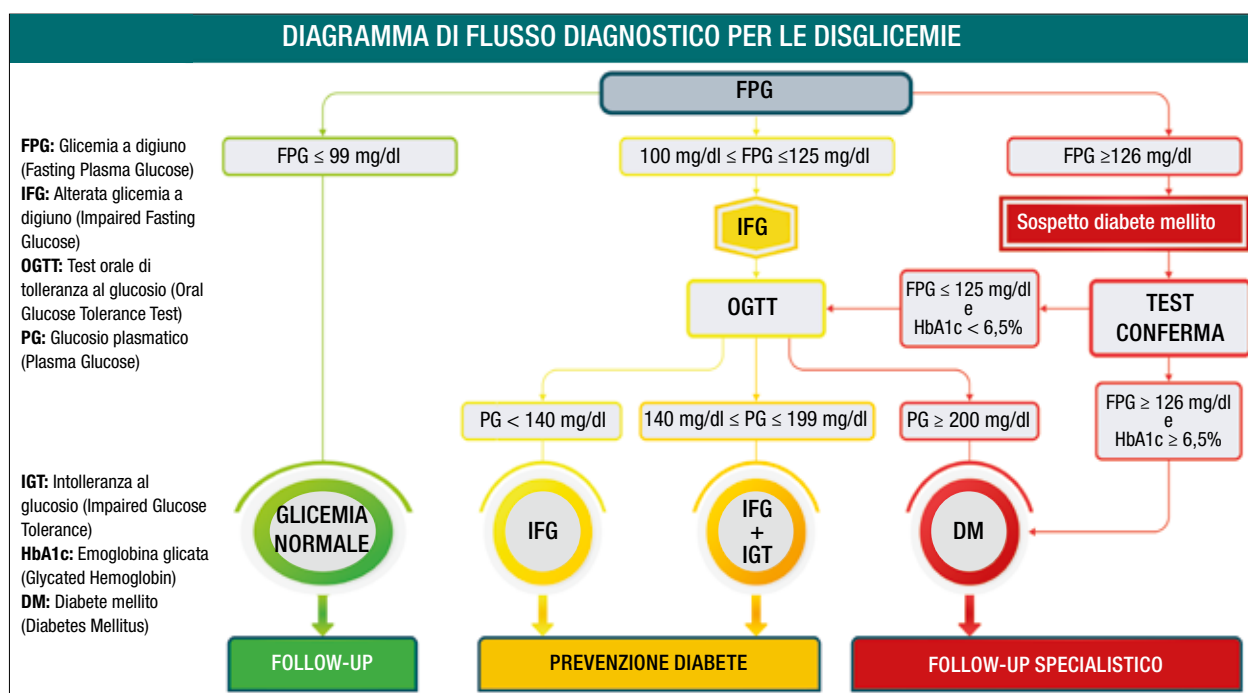 DIAGRAMMA DI FLUSSO DIAGNOSTICO PER LE DISGLICEMIE
FPG: Glicemia a digiuno
(Fasting Plasma Glucose)
IFG: Alterata glicemia a
digiuno (Impaired Fasting
Glucose)
OGTT: Test orale di
tolleranza al glucosio (Oral
Glucose Tolerance Test)
PG: Glucosio plasmatico
(Plasma Glucose)
IGT: Intolleranza al
glucosio (Impaired Glucose
Tolerance)
HbA1c: Emoglobina glicata
(Glycated Hemoglobin)
DM: Diabete mellito
(Diabetes Mellitus)
FPG
FPG ≤ 99 mg/dl
100 mg/dl ≤ FPG ≤125 mg/dl
FPG ≥126 mg/dl
IFG
Sospetto diabete mellito
OGTT
FPG ≤ 125 mg/dl
e
HbA1c < 6,5%
TEST
CONFERMA
PG < 140 mg/dl
140 mg/dl ≤ PG ≤ 199 mg/dl
PG ≥ 200 mg/dl
FPG ≥ 126 mg/dl
e
HbA1c ≥ 6,5%
GLICEMIA
NORMALE
IFG
IFG
+
IGT
DM
FOLLOW-UP
PREVENZIONE DIABETE
FOLLOW-UP SPECIALISTICO